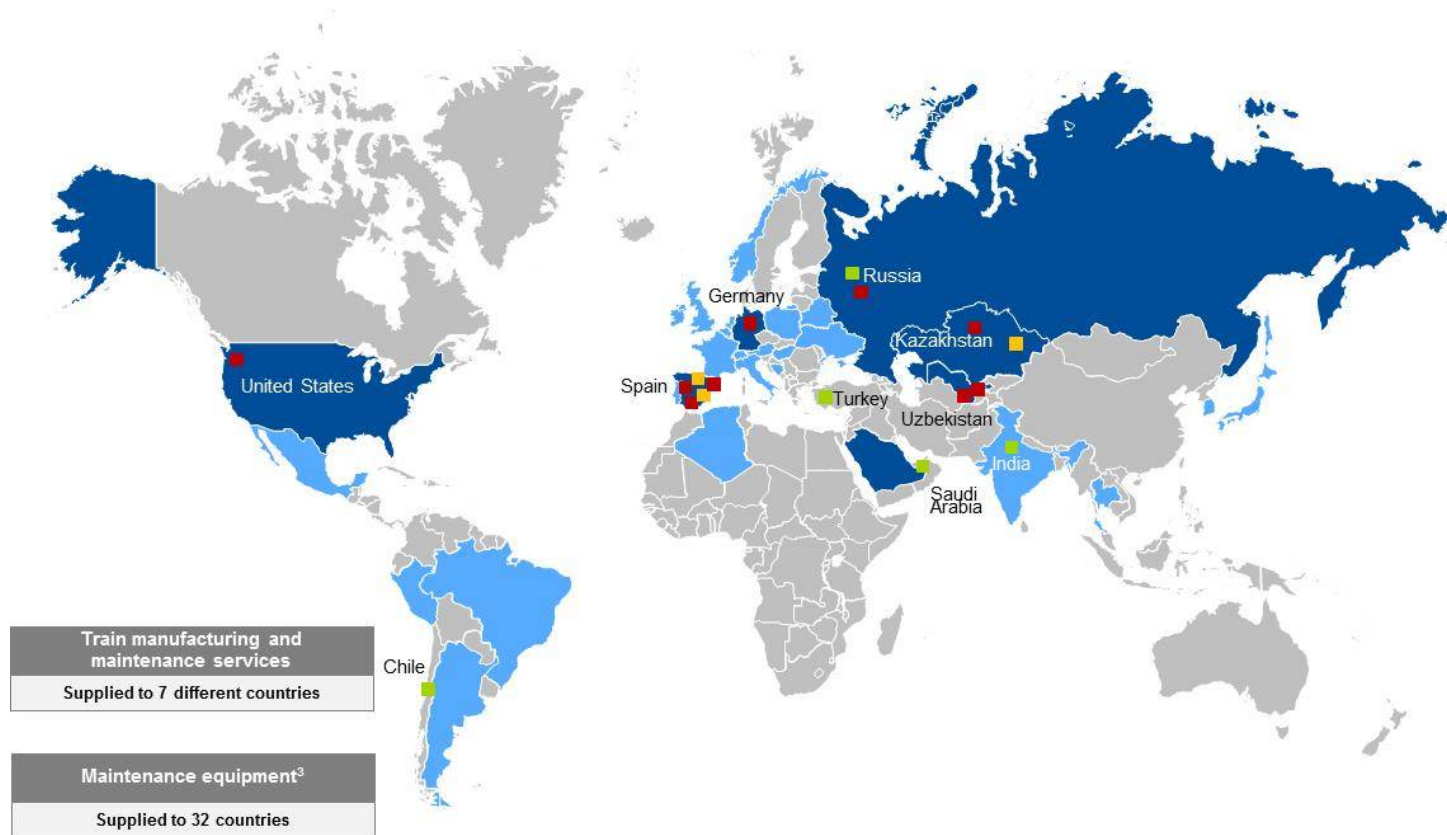 Germany
Russia
Kazakhstan
United States
Spain
Turkey
Uzbekistan
India
Saudi
Arabia
Chile
Train manufacturing and
maintenance services
Supplied to 7 different countries
Maintenance equipment³
Supplied to 32 countries